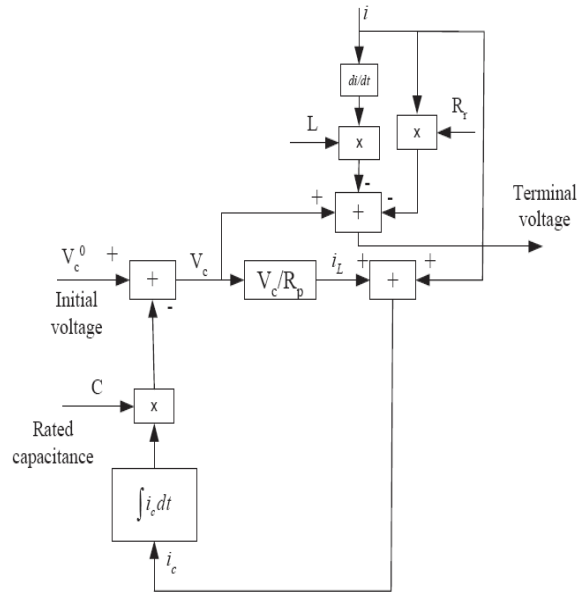 i
di/dt
L
x
x
R_r
-
-
+
+
Terminal
voltage
V_c^0
+
+
V_c
V_c/R_p
i_L
+
+
+
Initial
voltage
-
C
x
Rated
capacitance
∫i_c dt
i_c